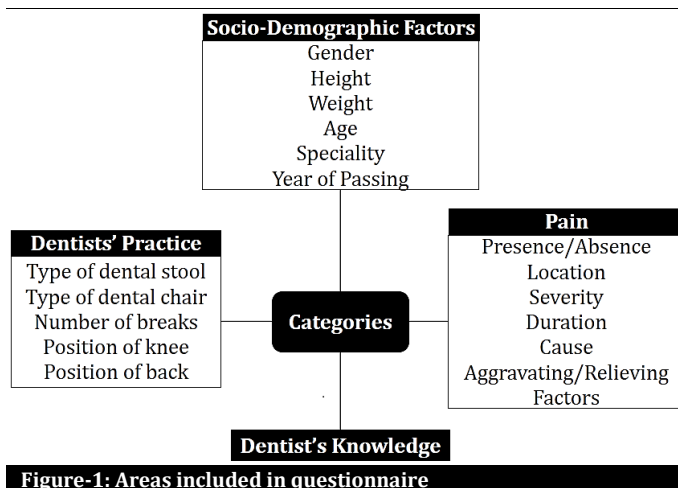 Socio-Demographic Factors
Gender
Height
Weight
Age
Speciality
Year of Passing
Dentists' Practice
Type of dental stool
Type of dental chair
Number of breaks
Position of knee
Position of back
Categories
Pain
Presence/Absence
Location
Severity
Duration
Cause
Aggravating/Relieving
Factors
Dentist's Knowledge
Figure-1: Areas included in questionnaire